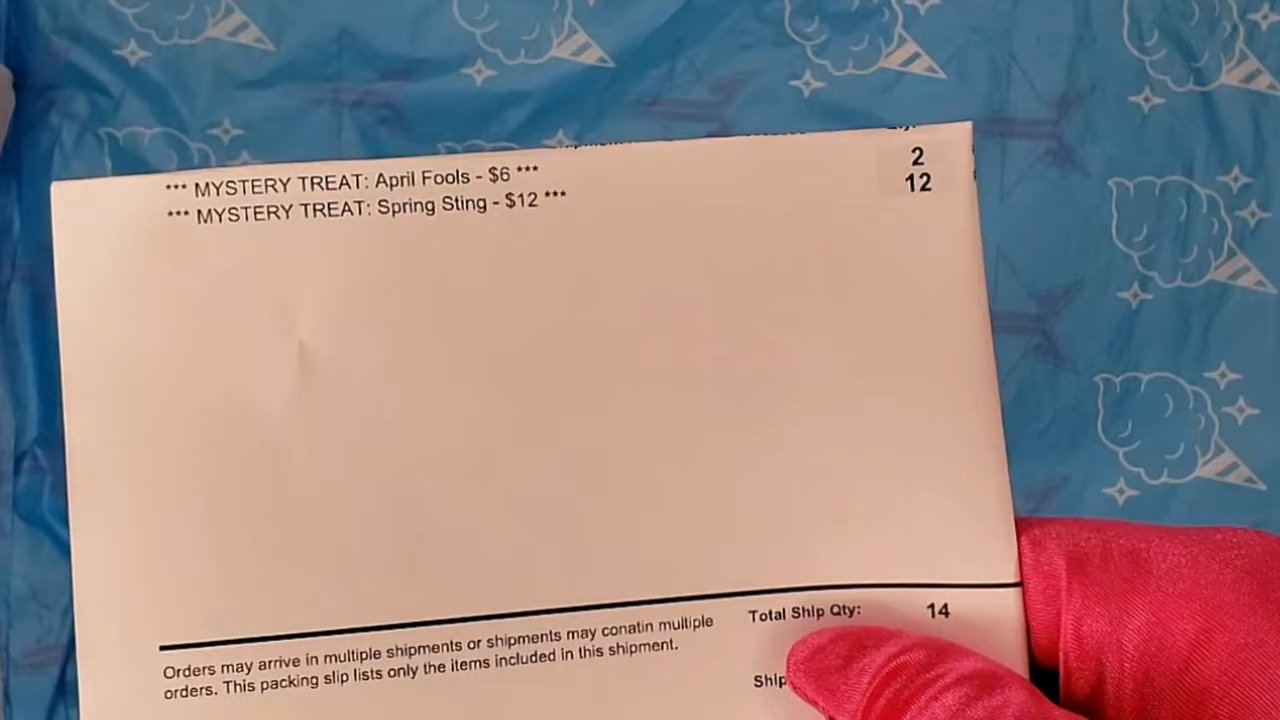 *** MYSTERY TREAT: April Fools - $6 *** 2
*** MYSTERY TREAT: Spring Sting - $12 *** 12
Orders may arrive in multiple shipments or shipments may conatin multiple
orders. This packing slip lists only the items included in this shipment.
Total Ship Qty: 14
Ship